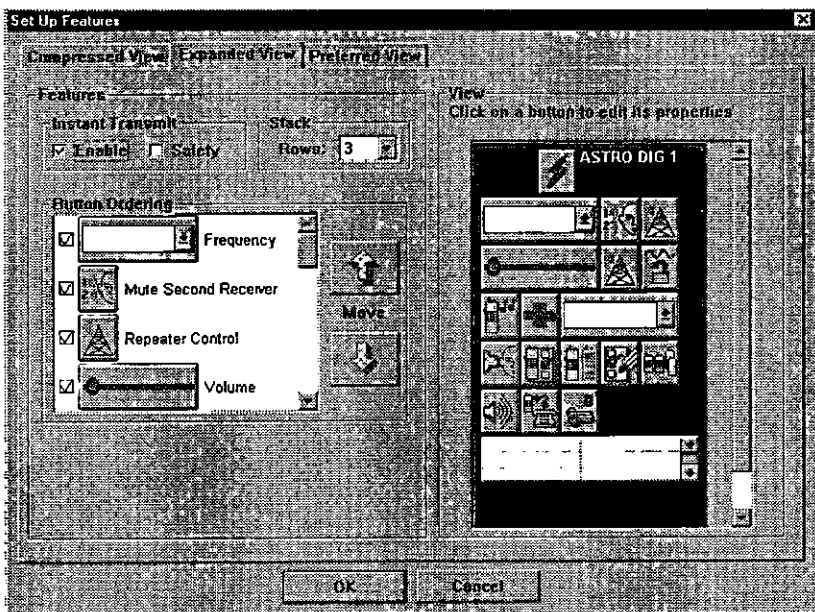 Set Up Features
Compressed View Expanded View Preferred View
Features
Instant Transmit
Enable Safety
Stack
Rows: 3
Button Ordering
Frequency
Mute Second Receiver
Repeater Control
Volume
Move
View
Click on a button to edit its properties
ASTRO DIG 1
OK Cancel